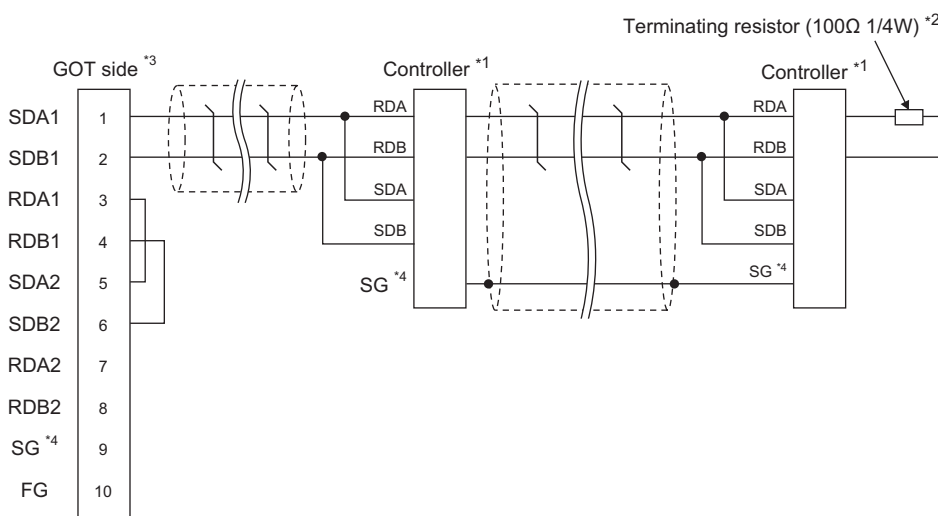 Terminating resistor (100Ω 1/4W) *2
GOT side *3
Controller *1
Controller *1
SDA1 1
SDB1 2
RDA1 3
RDB1 4
SDA2 5
SDB2 6
RDA2 7
RDB2 8
SG *4 9
FG 10
RDA
RDB
SDA
SDB
SG *4
RDA
RDB
SDA
SDB
SG *4